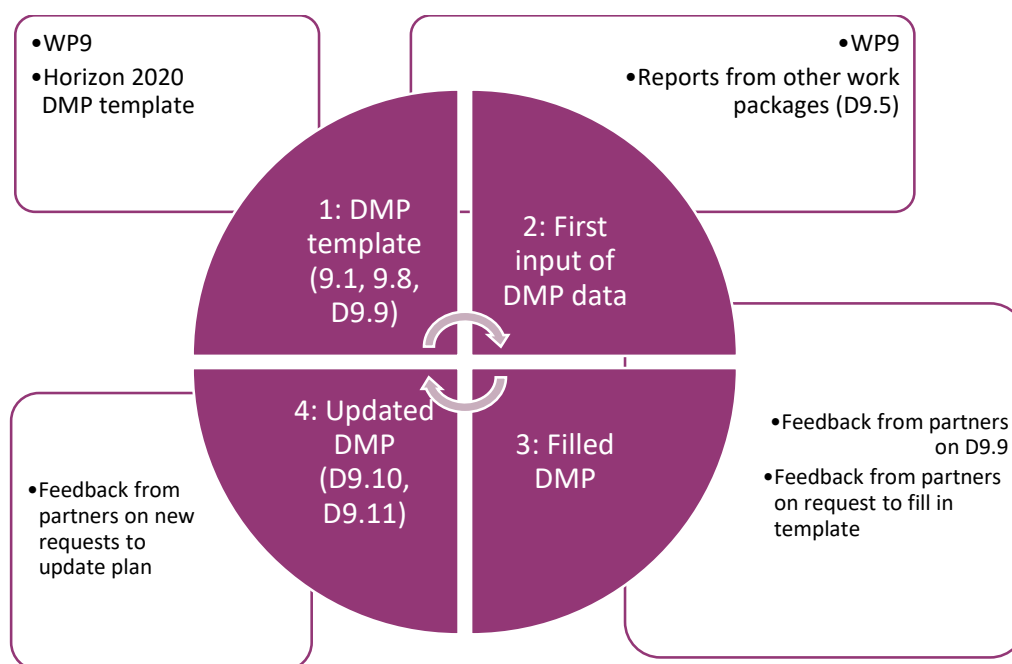 •WP9
•Horizon 2020
DMP template
•WP9
•Reports from other work
packages (D9.5)
1: DMP
template
(9.1, 9.8,
D9.9)
2: First
input of
DMP data
3: Filled
DMP
•Feedback from partners
on D9.9
•Feedback from partners
on request to fill in
template
4: Updated
DMP
(D9.10,
D9.11)
•Feedback from
partners on new
requests to
update plan